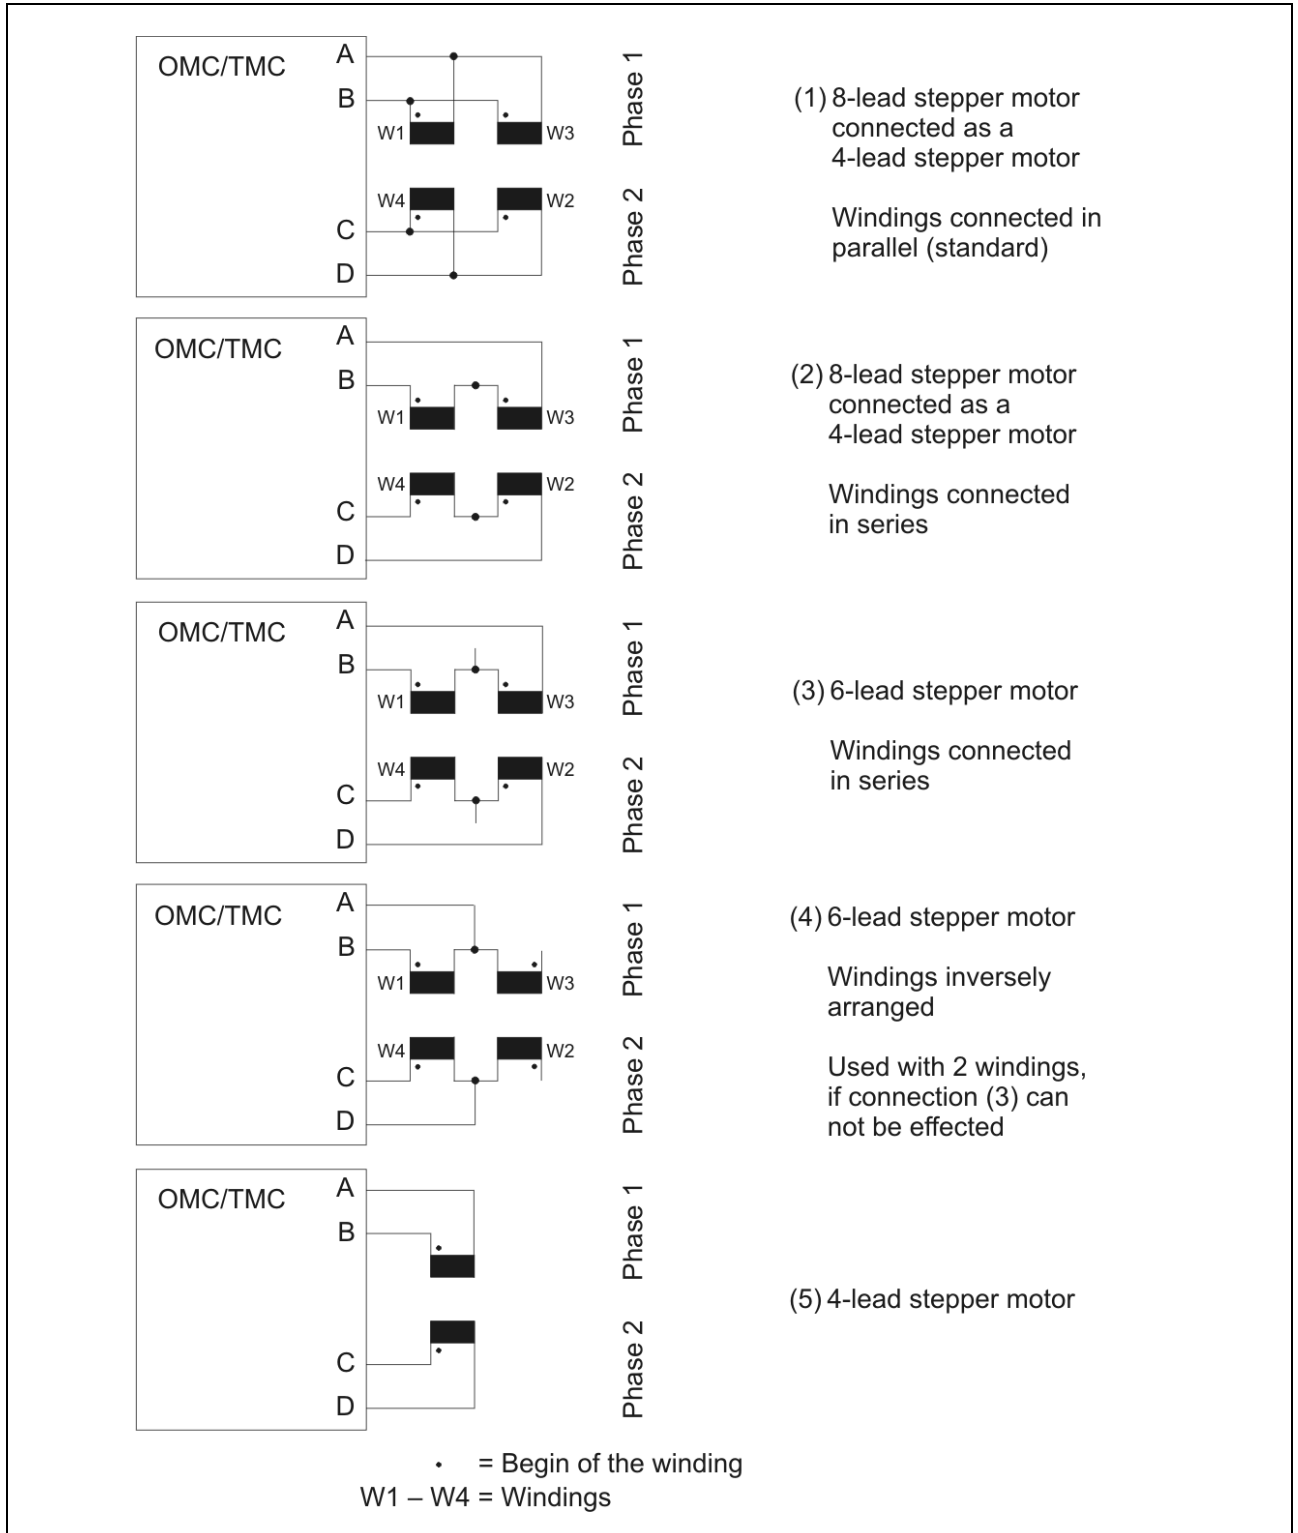 OMC/TMC
A
B
C
D
W1
W3
W4
W2
Phase 1
Phase 2
(1) 8-lead stepper motor
connected as a
4-lead stepper motor
Windings connected in
parallel (standard)
OMC/TMC
A
B
C
D
W1
W3
W4
W2
Phase 1
Phase 2
(2) 8-lead stepper motor
connected as a
4-lead stepper motor
Windings connected
in series
OMC/TMC
A
B
C
D
W1
W3
W4
W2
Phase 1
Phase 2
(3) 6-lead stepper motor
Windings connected
in series
OMC/TMC
A
B
C
D
W1
W3
W4
W2
Phase 1
Phase 2
(4) 6-lead stepper motor
Windings inversely
arranged
Used with 2 windings,
if connection (3) can
not be effected
OMC/TMC
A
B
C
D
Phase 1
Phase 2
(5) 4-lead stepper motor
• = Begin of the winding
W1 – W4 = Windings